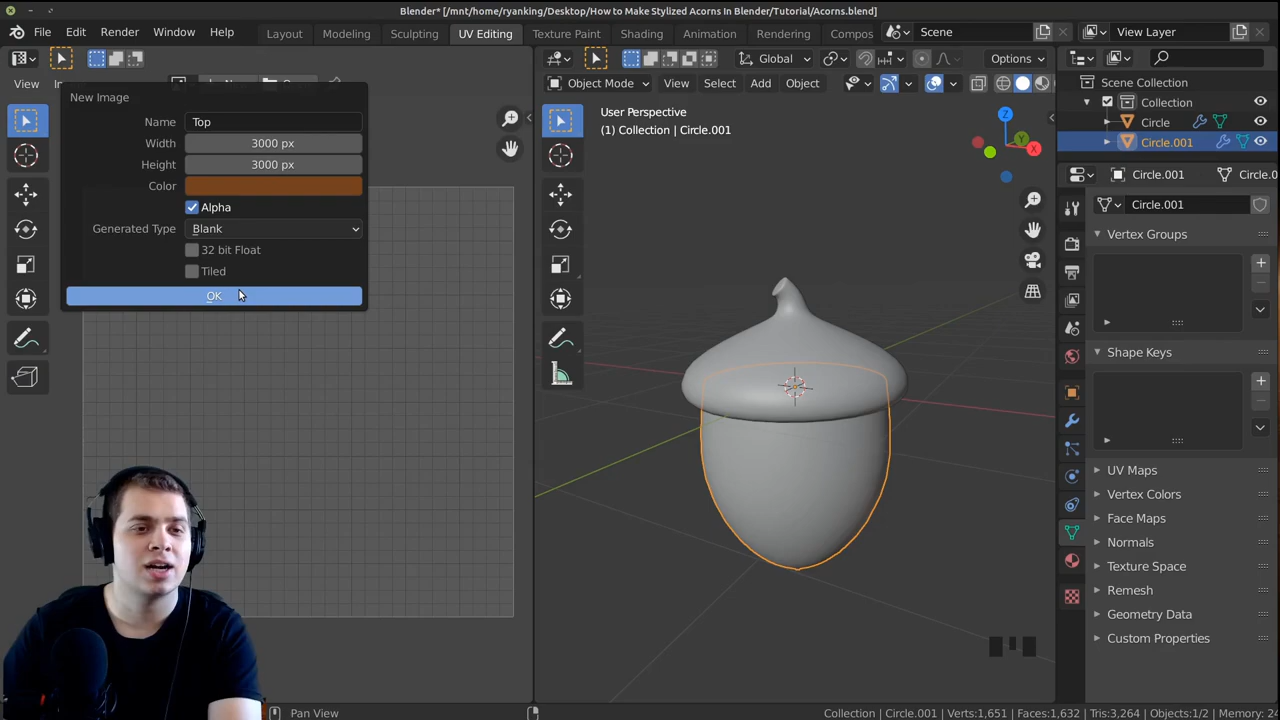 Blender* [/mnt/home/ryanking/Desktop/How to Make Stylized Acorns In Blender/Tutorial/Acorns.blend]
File Edit Render Window Help Layout Modeling Sculpting UV Editing Texture Paint Shading Animation Rendering Compos Scene View Layer
Global Options
View Object Mode View Select Add Object
Scene Collection
Collection
Circle
Circle.001
New Image
Name Top
Width 3000 px
Height 3000 px
Color
Alpha
Generated Type Blank
32 bit Float
Tiled
OK
User Perspective
(1) Collection | Circle.001
Z
Y
X
Circle.001 Circle.0
Circle.001
Vertex Groups
Shape Keys
UV Maps
Vertex Colors
Face Maps
Normals
Texture Space
Remesh
Geometry Data
Custom Properties
Pan View
Collection | Circle.001 | Verts:1,651 | Faces:1,632 | Tris:3,264 | Objects:1/2 | Memory: 2